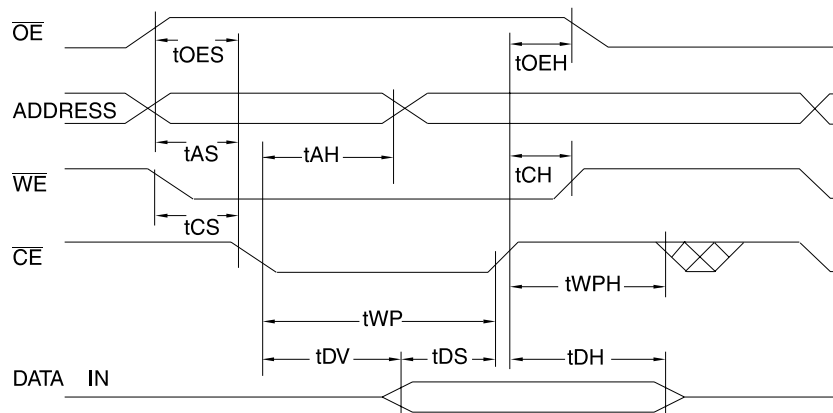 OE
tOES
tOEH
ADDRESS
tAS
tAH
WE
tCH
tCS
CE
tWPH
tWP
tDV
tDS
tDH
DATA IN